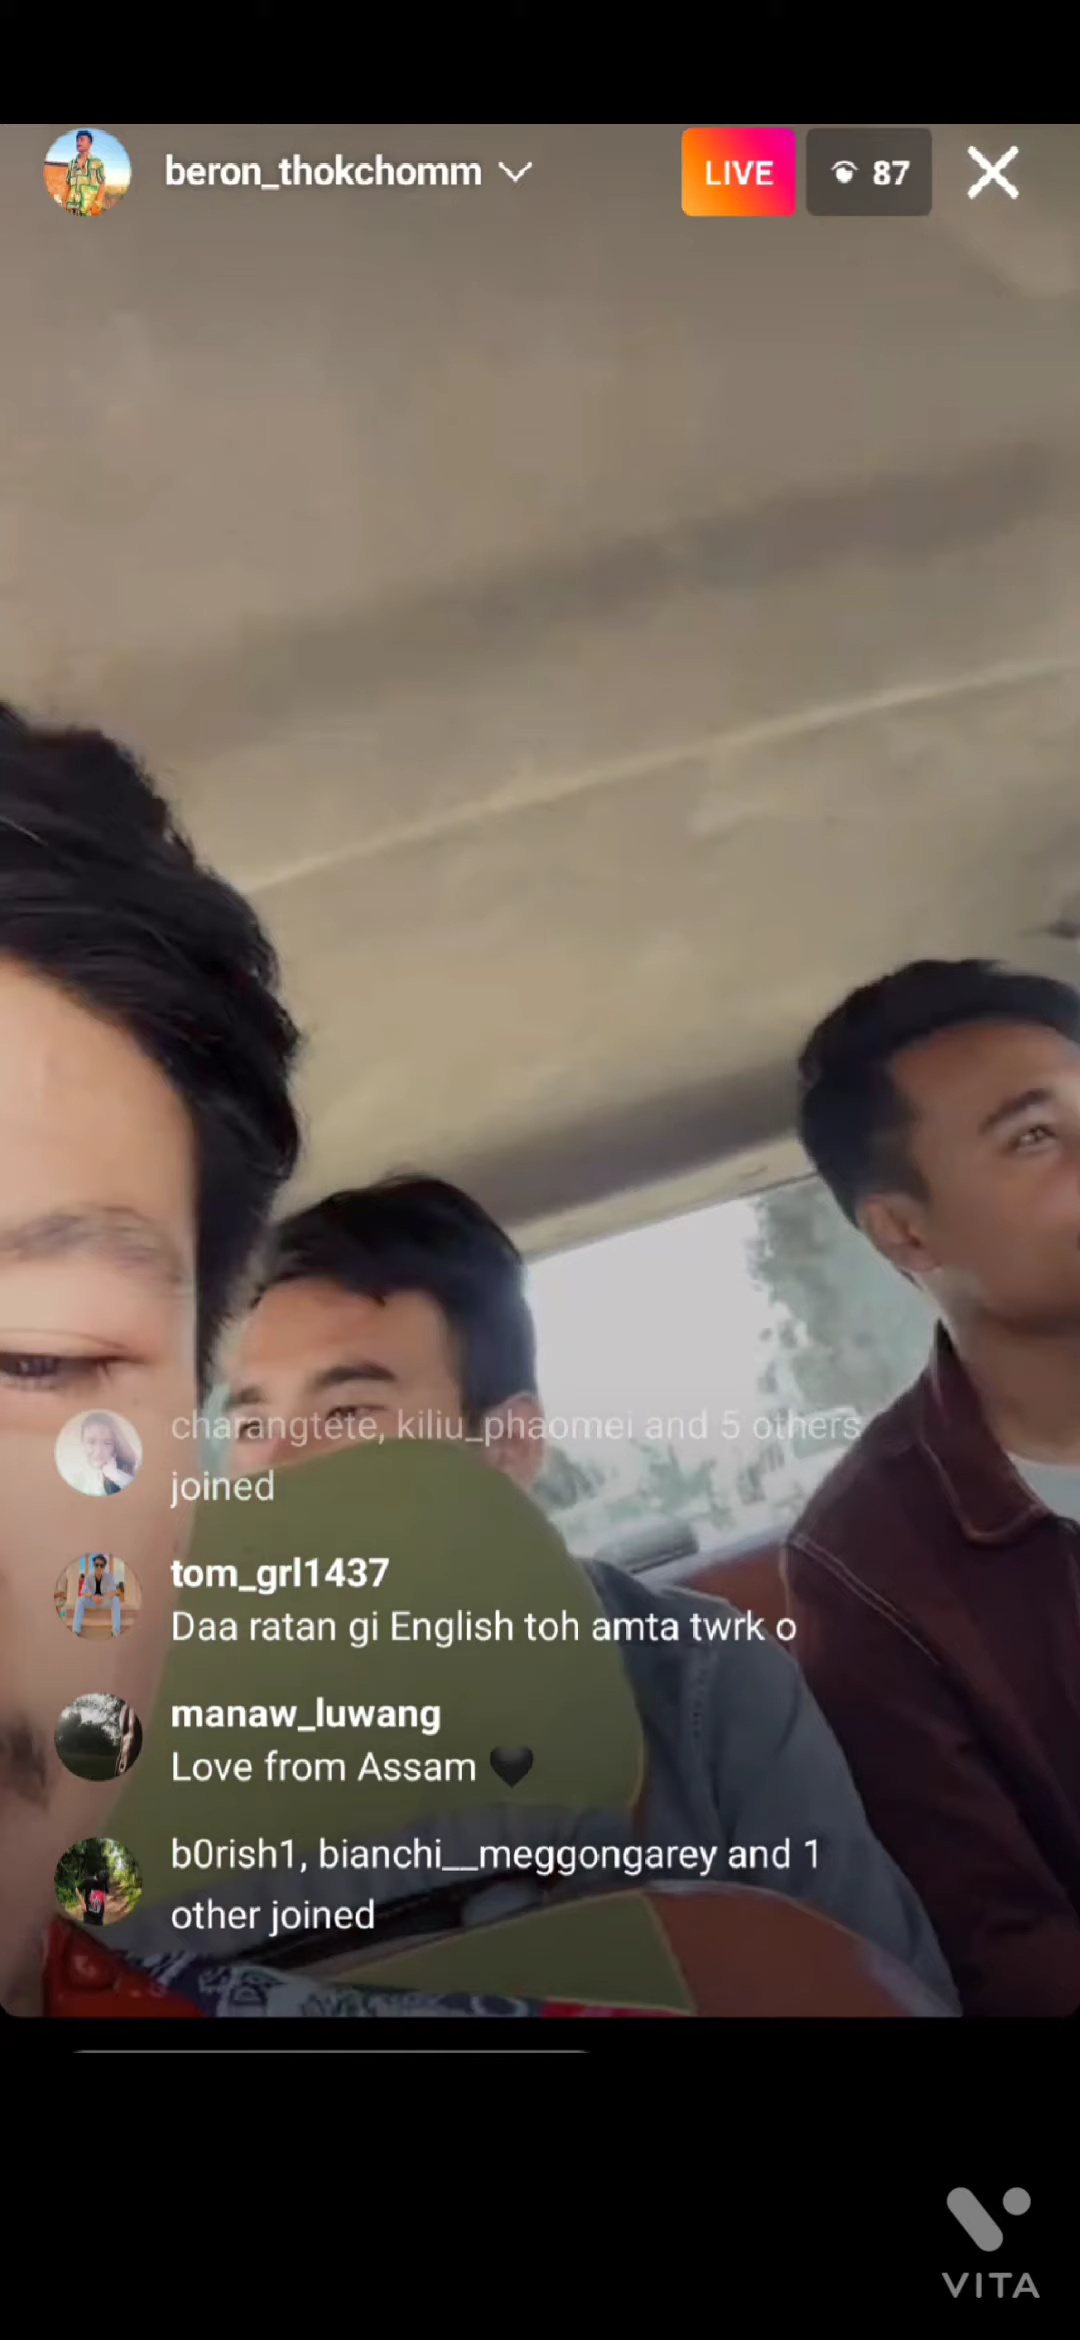 beron_thokchomm
LIVE
87
charangtete, kiliu_phaomei and 5 others
joined
tom_grl1437
Daa ratan gi English toh amta twrk o
manaw_luwang
Love from Assam 🖤
b0rish1, bianchi__meggongarey and 1
other joined
VITA